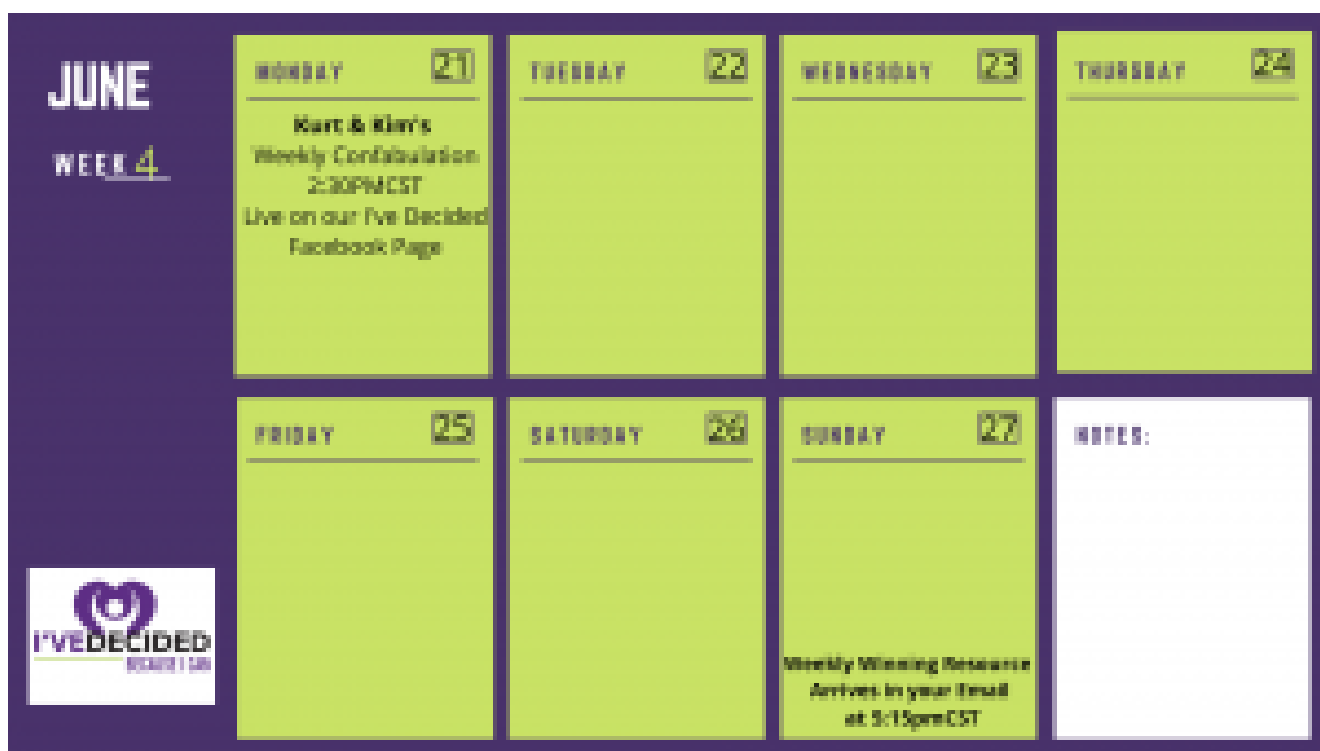 JUNE
WEEK 4
MONDAY 21
Kurt & Kim's
Weekly Confabulation
2:30PMCST
Live on our I've Decided
Facebook Page
TUESDAY 22
WEDNESDAY 23
THURSDAY 24
FRIDAY 25
SATURDAY 26
SUNDAY 27
Weekly Winning Resource
Arrives in your Email
at 5:15pmCST
NOTES:
I'VEDECIDED
BECAUSE I CAN